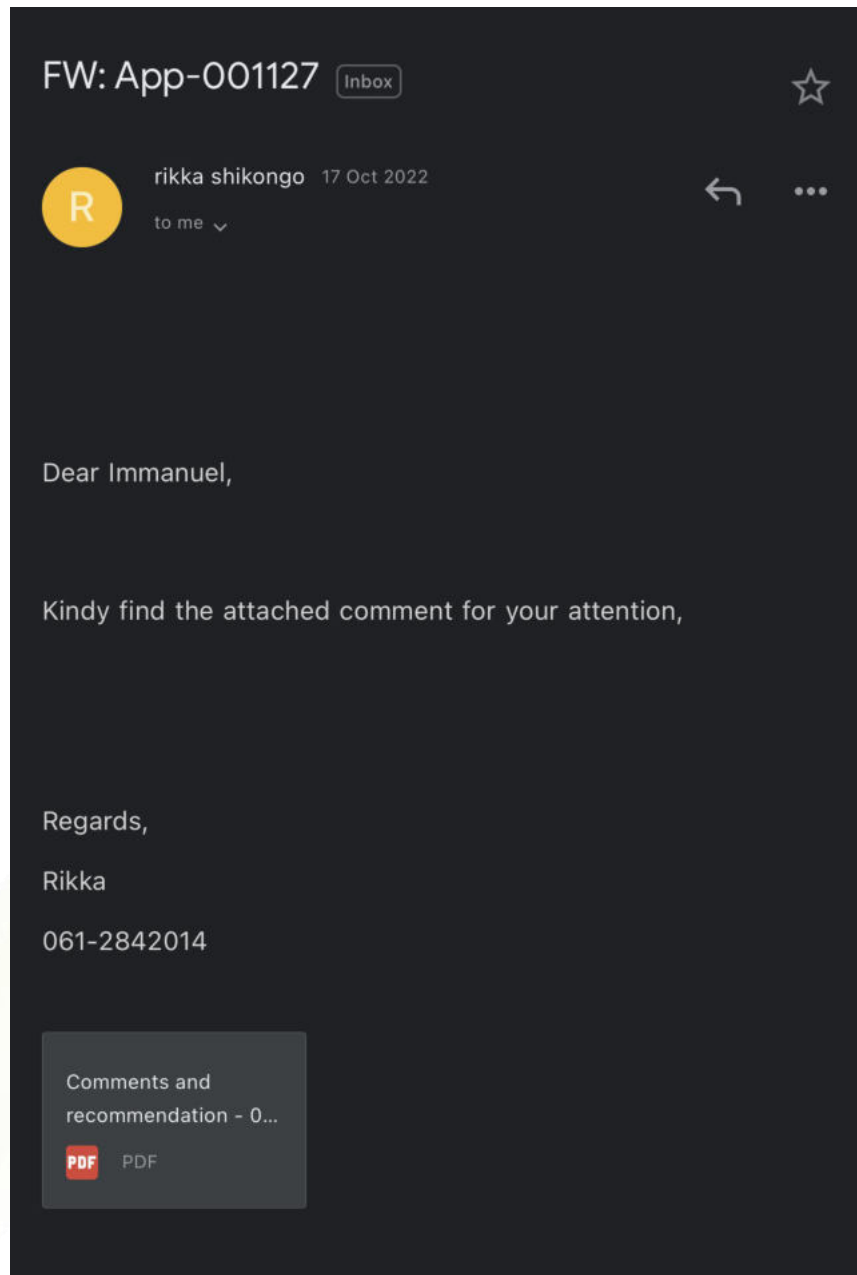 FW: App-001127 Inbox
rikka shikongo 17 Oct 2022
R
to me
Dear Immanuel,
Kindy find the attached comment for your attention,
Regards,
Rikka
061-2842014
Comments and
recommendation - 0...
PDF PDF